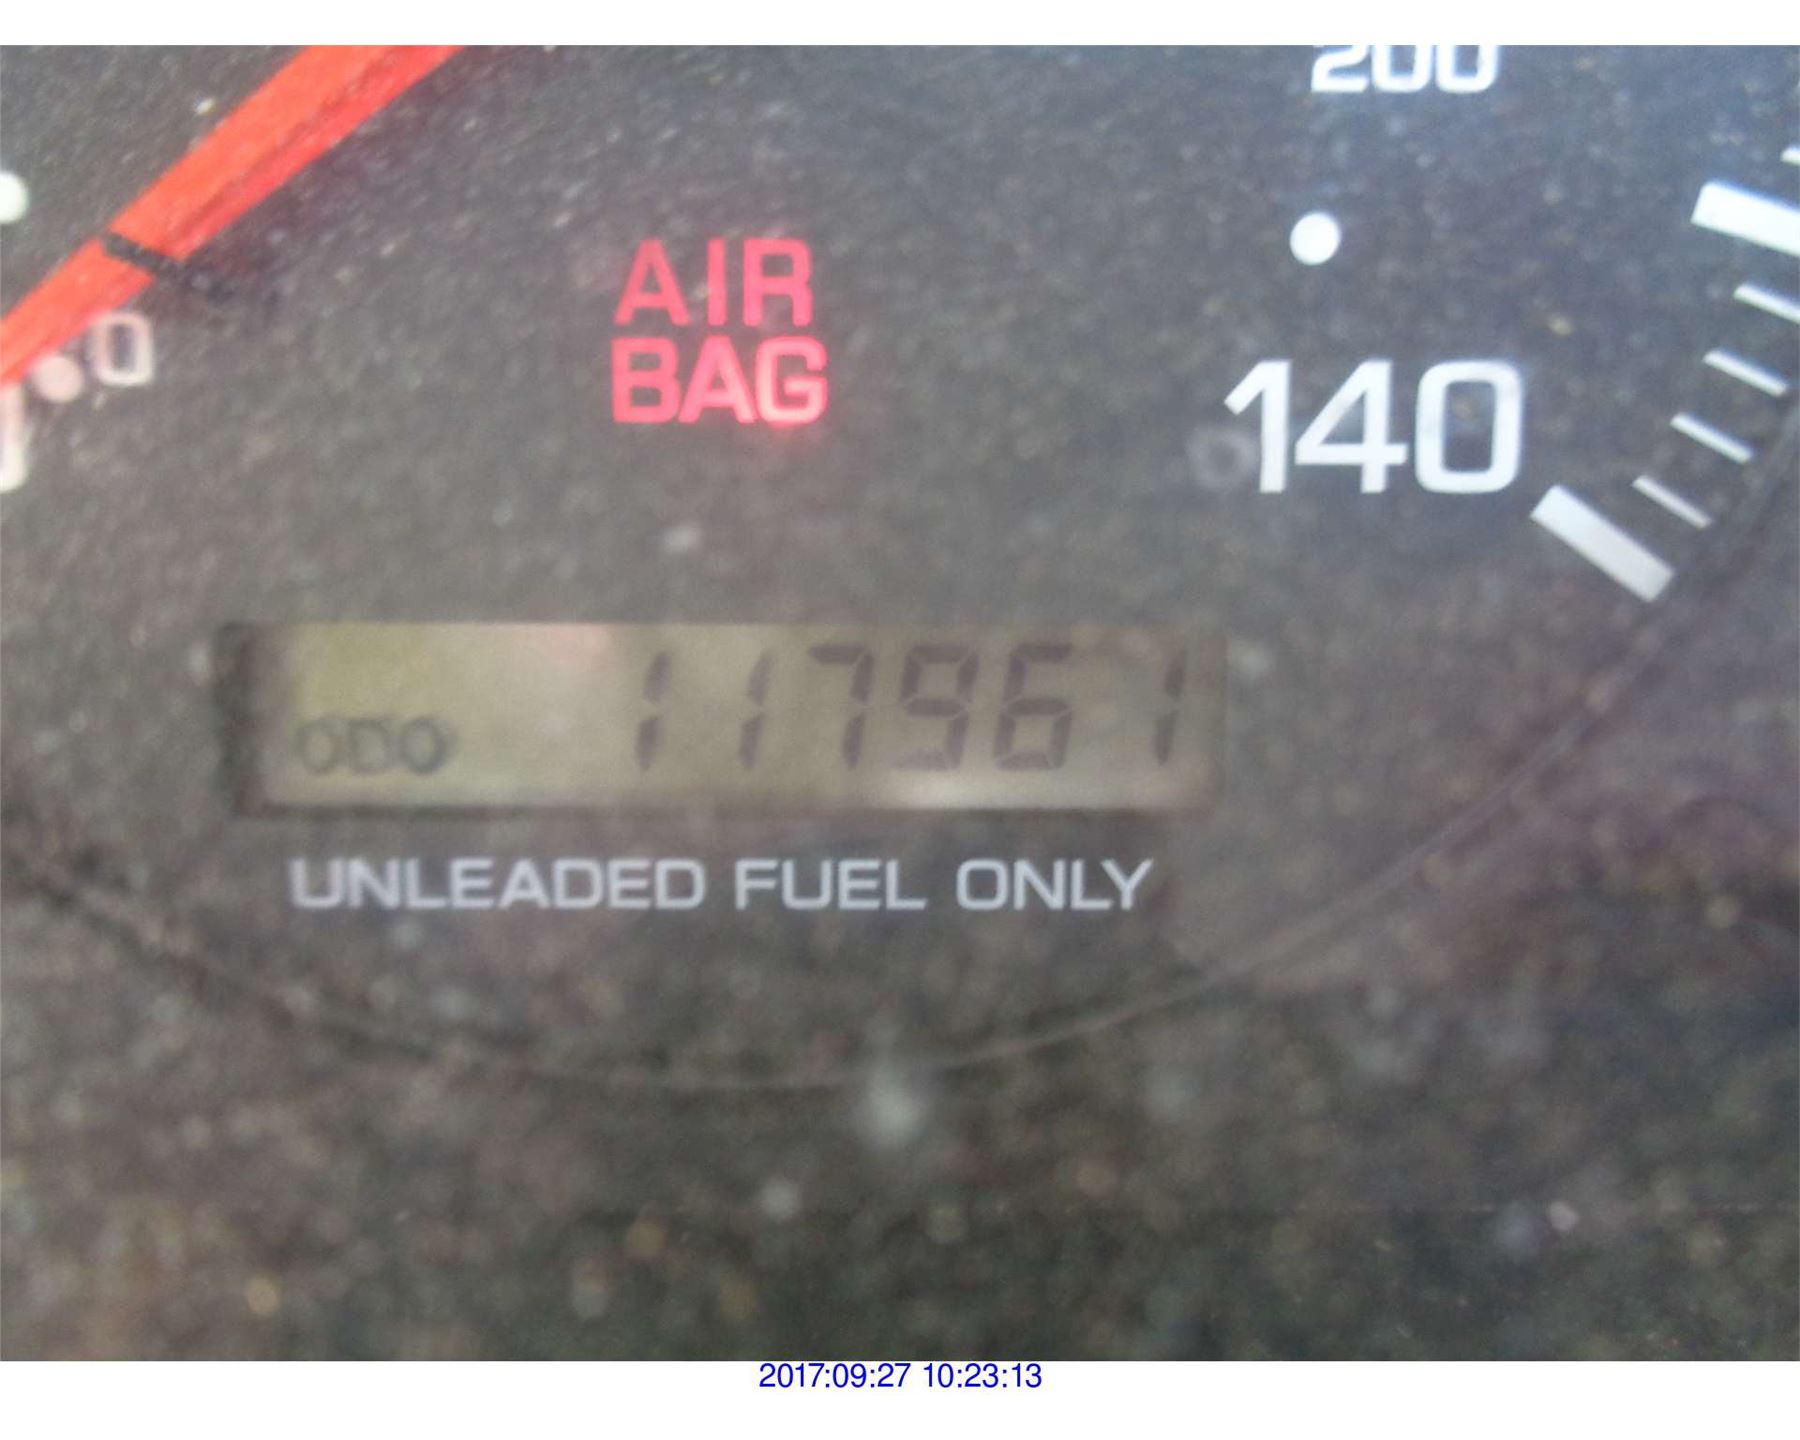 200
AIR
BAG
140
ODO 117961
UNLEADED FUEL ONLY
2017:09:27 10:23:13